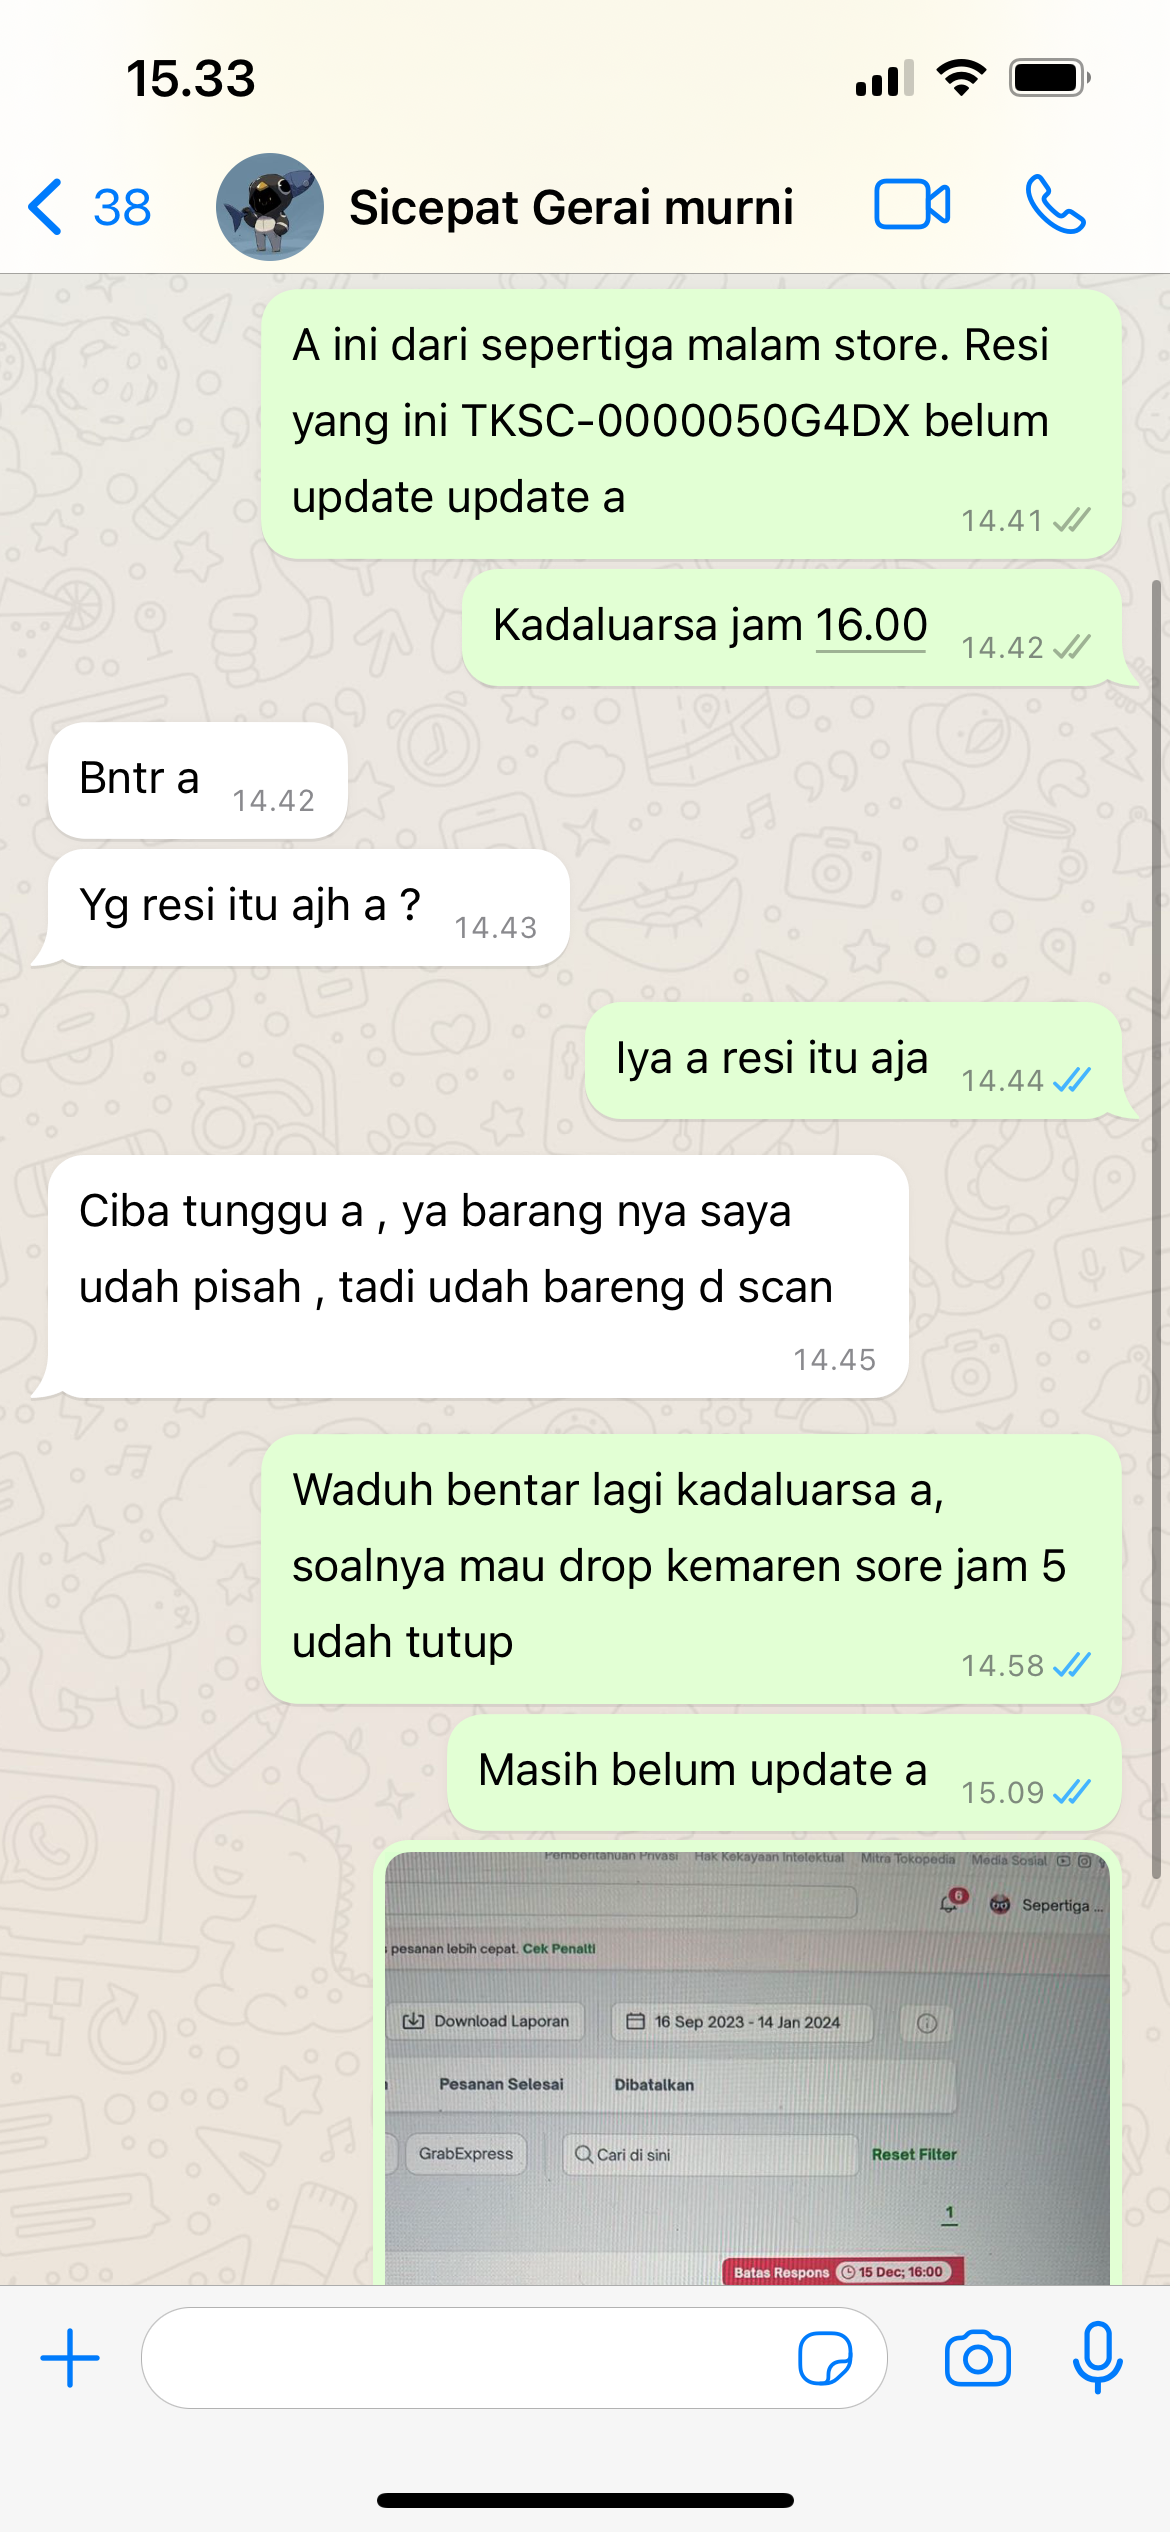 15.33
38
Sicepat Gerai murni
A ini dari sepertiga malam store. Resi
yang ini TKSC-0000050G4DX belum
update update a
14.41
Kadaluarsa jam 16.00
14.42
Bntr a
14.42
Yg resi itu ajh a ?
14.43
Iya a resi itu aja
14.44
Ciba tunggu a , ya barang nya saya
udah pisah , tadi udah bareng d scan
14.45
Waduh bentar lagi kadaluarsa a,
soalnya mau drop kemaren sore jam 5
udah tutup
14.58
Masih belum update a
15.09
Pemberitahuan Privasi Hak Kekayaan Intelektual Mitra Tokopedia Media Sosial
6
Sepertiga ...
pesanan lebih cepat. Cek Penalti
Download Laporan
16 Sep 2023 - 14 Jan 2024
Pesanan Selesai
Dibatalkan
GrabExpress
Cari di sini
Reset Filter
1
Batas Respons
15 Dec; 16:00